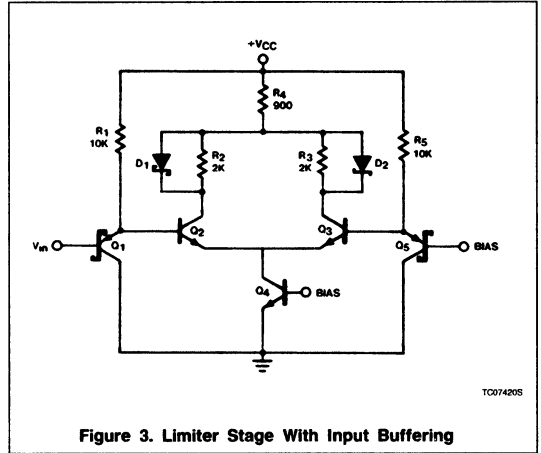 +VCC
R4
900
R1
10K
R5
10K
D1
R2
2K
R3
2K
D2
Vin
Q1
Q2
Q3
Q5
BIAS
Q4
BIAS
TC07420S
Figure 3. Limiter Stage With Input Buffering